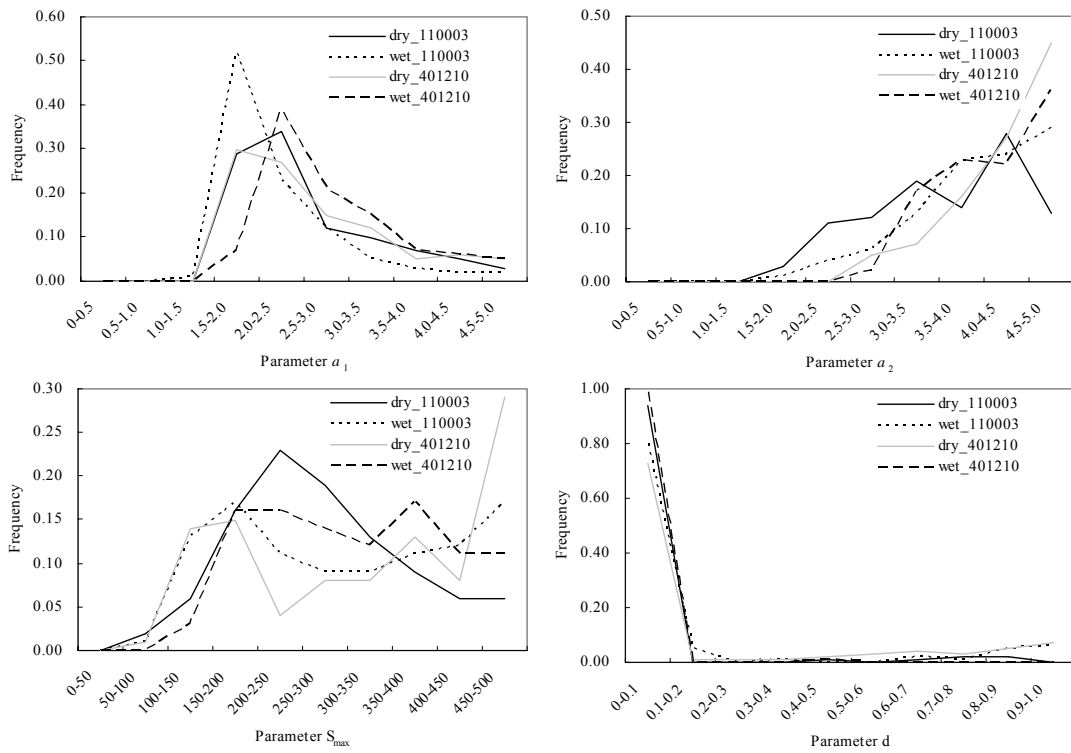 0.60
0.50
0.40
0.30
0.20
0.10
0.00
Frequency
dry_110003
wet_110003
dry_401210
wet_401210
0-0.5
0.5-1.0
1.0-1.5
1.5-2.0
2.0-2.5
2.5-3.0
3.0-3.5
3.5-4.0
4.0-4.5
4.5-5.0
Parameter a1
0.50
0.40
0.30
0.20
0.10
0.00
Frequency
dry_110003
wet_110003
dry_401210
wet_401210
0-0.5
0.5-1.0
1.0-1.5
1.5-2.0
2.0-2.5
2.5-3.0
3.0-3.5
3.5-4.0
4.0-4.5
4.5-5.0
Parameter a2
0.30
0.25
0.20
0.15
0.10
0.05
0.00
Frequency
dry_110003
wet_110003
dry_401210
wet_401210
0-50
50-100
100-150
150-200
200-250
250-300
300-350
350-400
400-450
450-500
Parameter Smax
1.00
0.80
0.60
0.40
0.20
0.00
Frequency
dry_110003
wet_110003
dry_401210
wet_401210
0-0.1
0.1-0.2
0.2-0.3
0.3-0.4
0.4-0.5
0.5-0.6
0.6-0.7
0.7-0.8
0.8-0.9
0.9-1.0
Parameter d